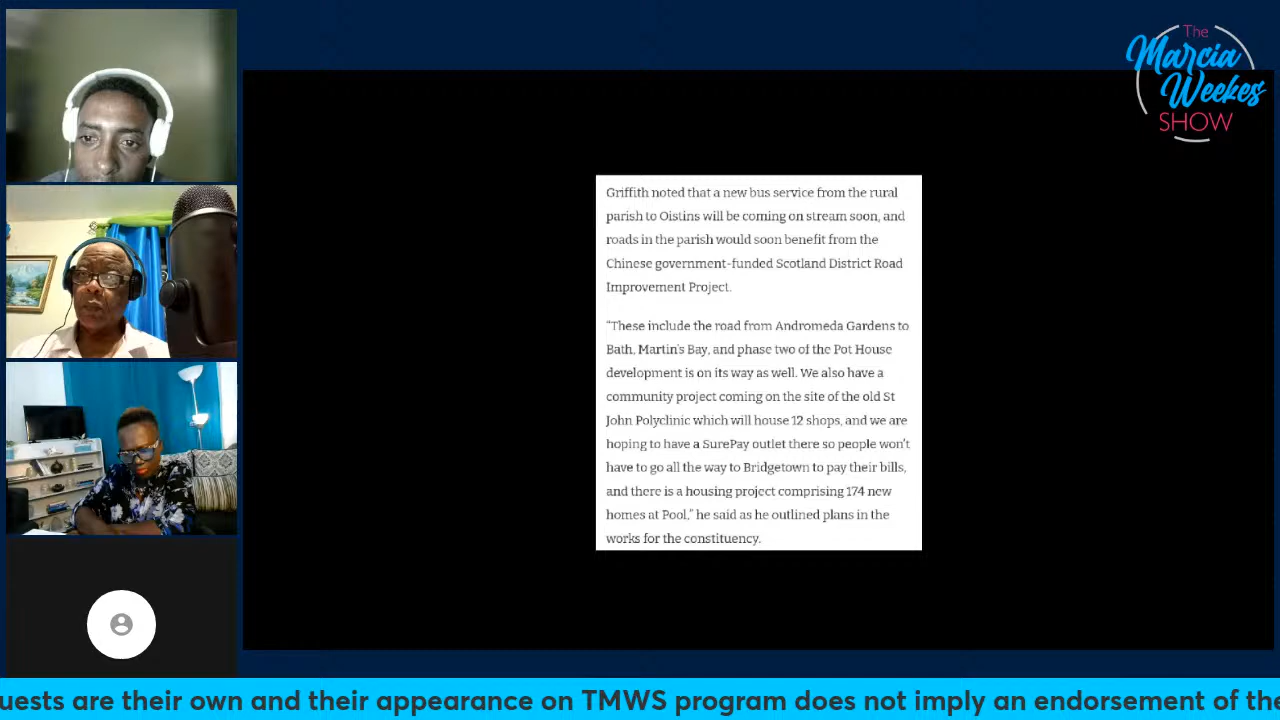 The
Marcia
Weekes
SHOW
Griffith noted that a new bus service from the rural
parish to Oistins will be coming on stream soon, and
roads in the parish would soon benefit from the
Chinese government-funded Scotland District Road
Improvement Project.
“These include the road from Andromeda Gardens to
Bath, Martin’s Bay, and phase two of the Pot House
development is on its way as well. We also have a
community project coming on the site of the old St
John Polyclinic which will house 12 shops, and we are
hoping to have a SurePay outlet there so people won’t
have to go all the way to Bridgetown to pay their bills,
and there is a housing project comprising 174 new
homes at Pool,” he said as he outlined plans in the
works for the constituency.
uests are their own and their appearance on TMWS program does not imply an endorsement of the